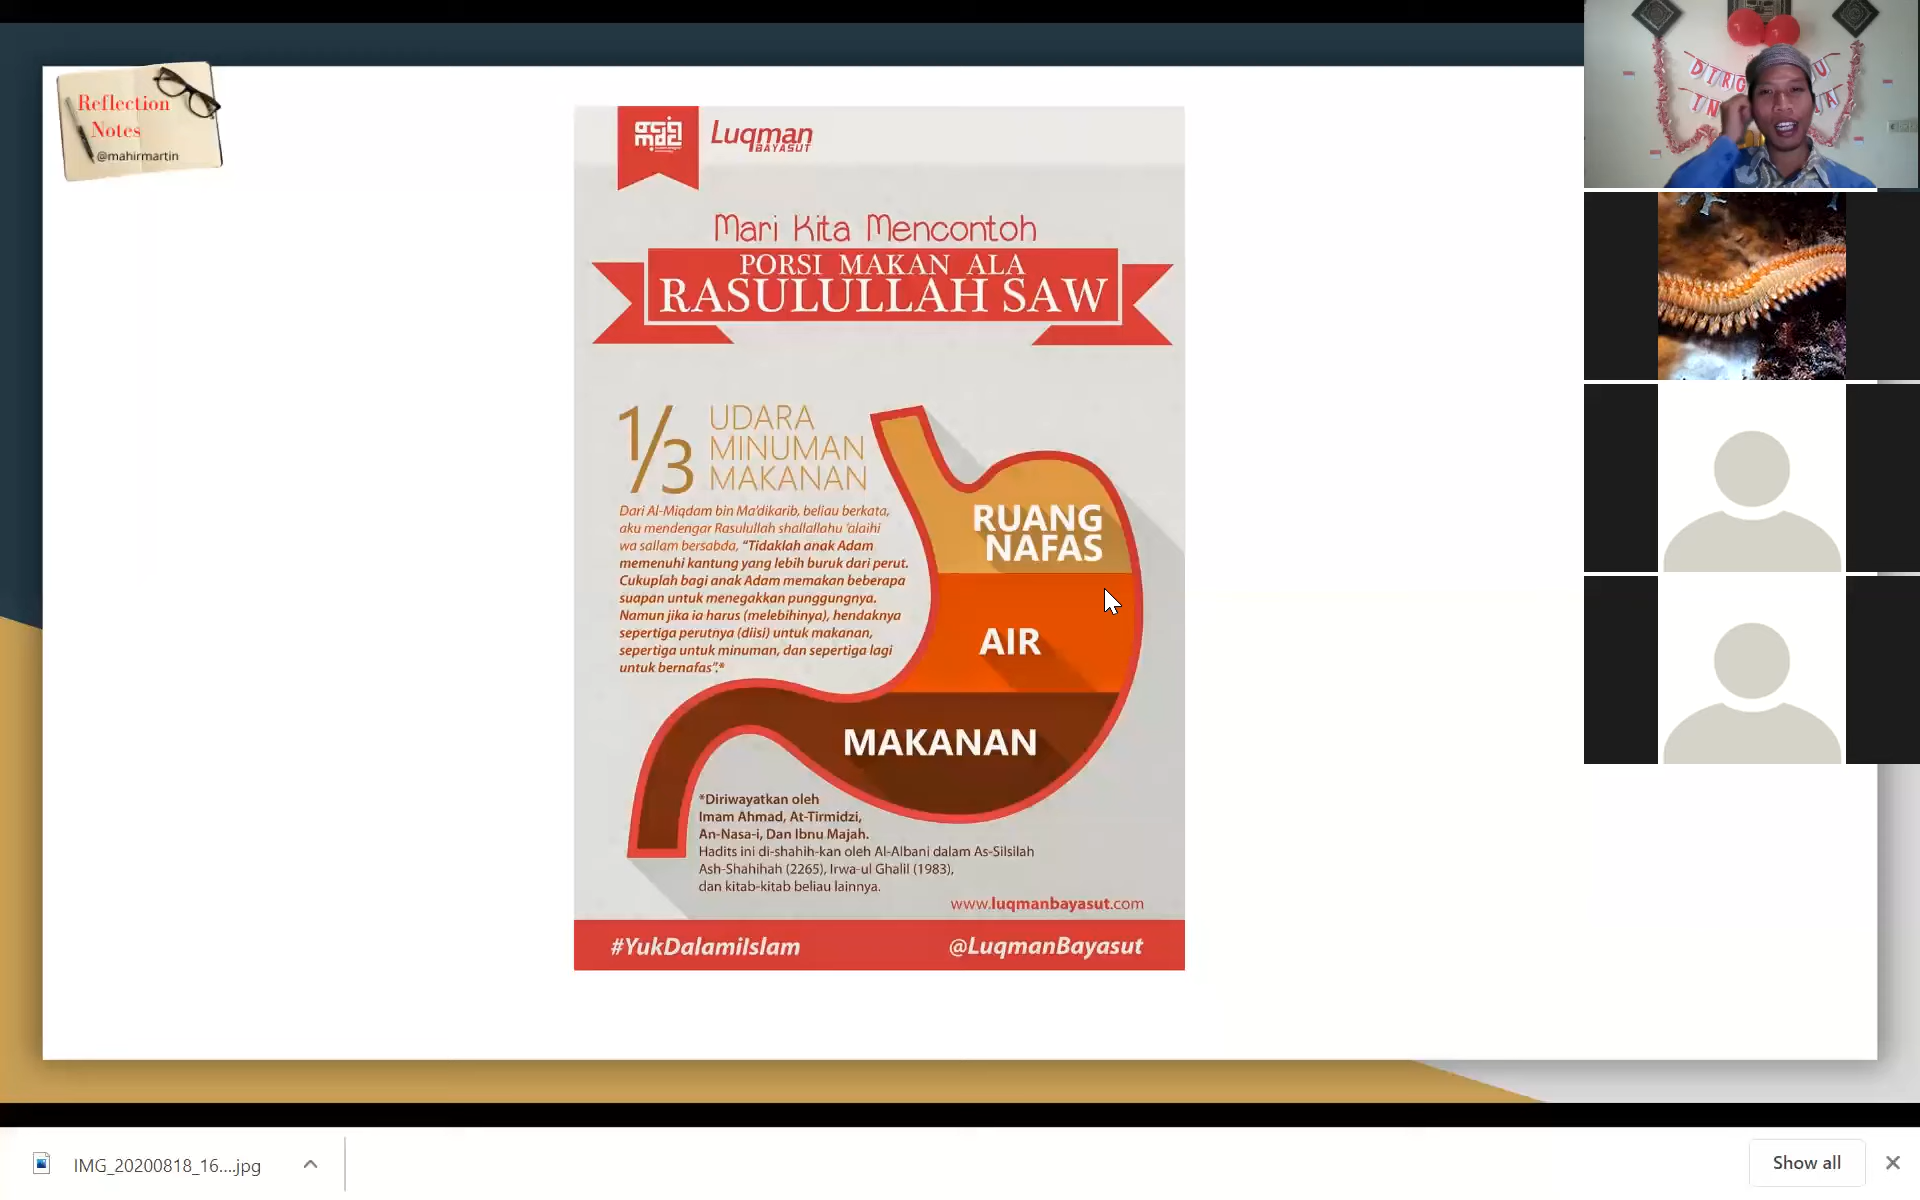 Reflection
Notes
@mahirmartin
Luqman
BAYASUT
Mari Kita Mencontoh
PORSI MAKAN ALA
RASULULLAH SAW
1/3
UDARA
MINUMAN
MAKANAN
Dari Al-Miqdam bin Ma'dikarib, beliau berkata,
aku mendengar Rasulullah shallallahu 'alaihi
wa sallam bersabda, "Tidaklah anak Adam
memenuhi kantung yang lebih buruk dari perut.
Cukuplah bagi anak Adam memakan beberapa
suapan untuk menegakkan punggungnya.
Namun jika ia harus (melebihinya), hendaknya
sepertiga perutnya (diisi) untuk makanan,
sepertiga untuk minuman, dan sepertiga lagi
untuk bernafas".*
RUANG
NAFAS
AIR
MAKANAN
*Diriwayatkan oleh
Imam Ahmad, At-Tirmidzi,
An-Nasa-i, Dan Ibnu Majah.
Hadits ini di-shahih-kan oleh Al-Albani dalam As-Silsilah
Ash-Shahihah (2265), Irwa-ul Ghalil (1983),
dan kitab-kitab beliau lainnya.
www.luqmanbayasut.com
#YukDalamiIslam
@LuqmanBayasut
IMG_20200818_16....jpg
Show all